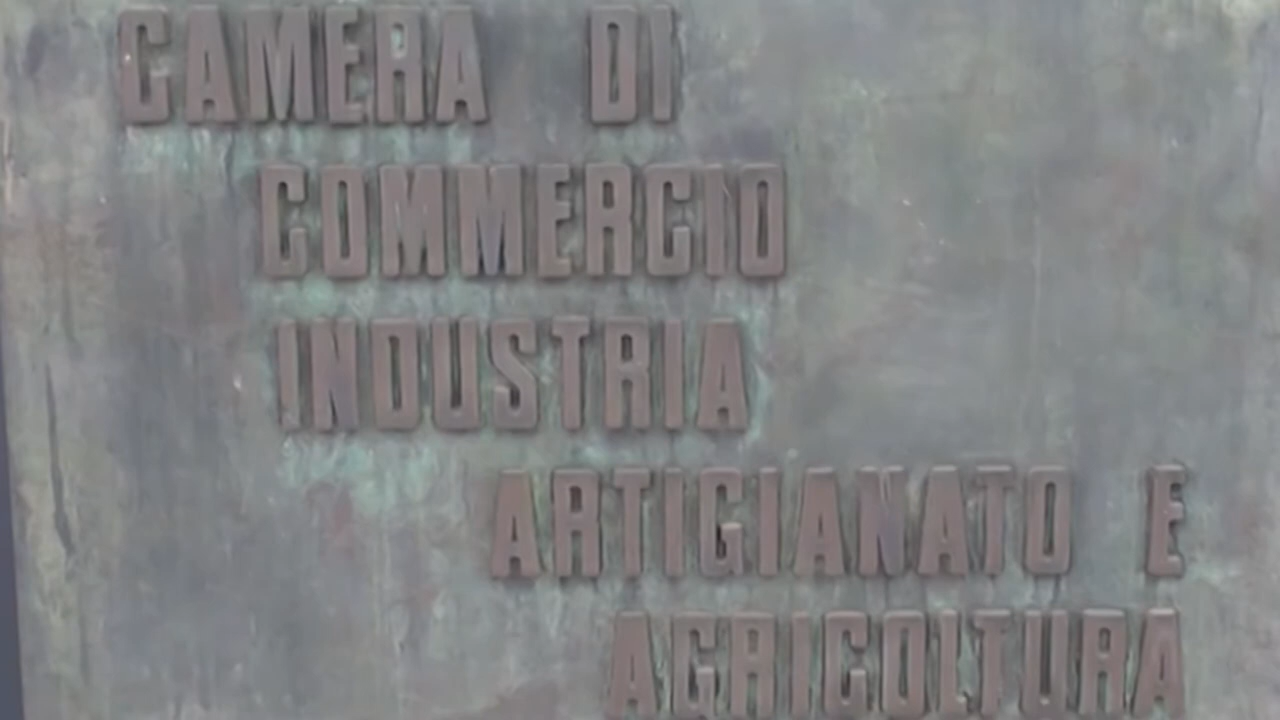 CAMERA DI
COMMERCIO
INDUSTRIA
ARTIGIANATO E
AGRICOLTURA